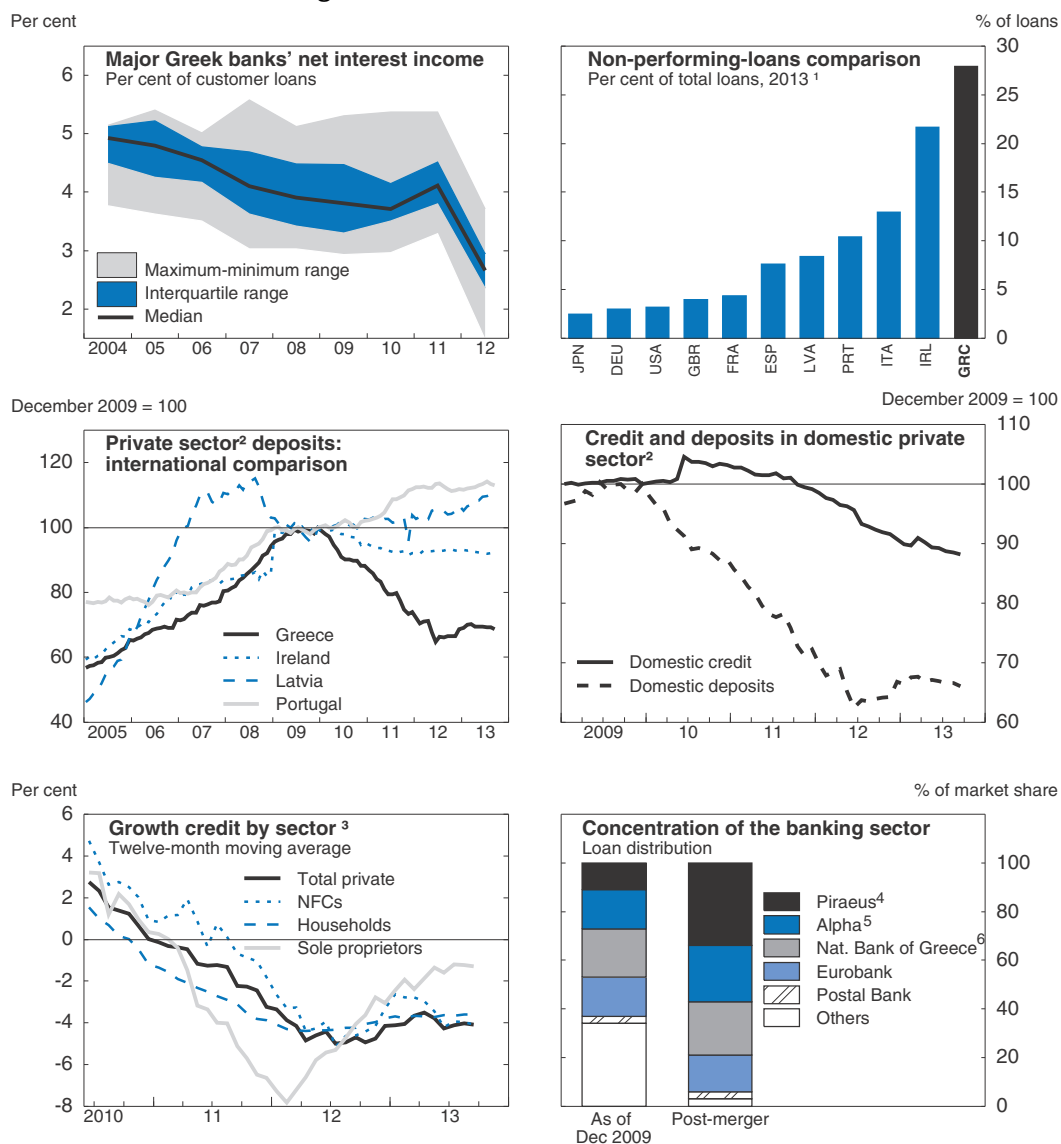 Per cent
% of loans
Major Greek banks' net interest income
Per cent of customer loans
6
5
4
3
2
Maximum-minimum range
Interquartile range
Median
2004 05 06 07 08 09 10 11 12
Non-performing-loans comparison
Per cent of total loans, 2013 ¹
30
25
20
15
10
5
0
JPN DEU USA GBR FRA ESP LVA PRT ITA IRL GRC
December 2009 = 100
December 2009 = 100
Private sector² deposits:
international comparison
120
100
80
60
40
Greece
Ireland
Latvia
Portugal
2005 06 07 08 09 10 11 12 13
Credit and deposits in domestic private
sector²
110
100
90
80
70
60
Domestic credit
Domestic deposits
2009 10 11 12 13
Per cent
% of market share
Growth credit by sector ³
Twelve-month moving average
6
4
2
0
-2
-4
-6
-8
Total private
NFCs
Households
Sole proprietors
2010 11 12 13
Concentration of the banking sector
Loan distribution
100
80
60
40
20
0
Piraeus⁴
Alpha⁵
Nat. Bank of Greece⁶
Eurobank
Postal Bank
Others
As of
Dec 2009
Post-merger